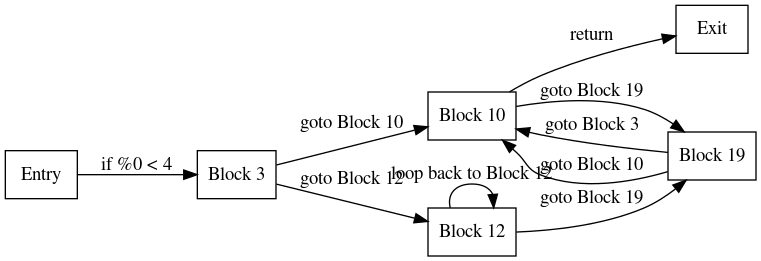 return
Exit
goto Block 19
Block 10
goto Block 10
goto Block 3
if %0 < 4
Entry
Block 3
Block 19
goto Block 10
loop back to Block 12
goto Block 12
goto Block 19
Block 12